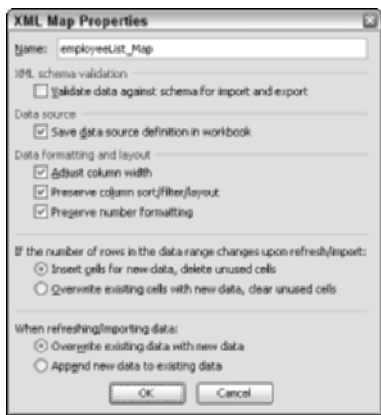 XML Map Properties
Name: employeeList_Map
XML schema validation
Validate data against schema for import and export
Data source
Save data source definition in workbook
Data formatting and layout
Adjust column width
Preserve column sort/filter/layout
Preserve number formatting
If the number of rows in the data range changes upon refresh/import:
Insert cells for new data, delete unused cells
Overwrite existing cells with new data, clear unused cells
When refreshing/importing data:
Overwrite existing data with new data
Append new data to existing data
OK Cancel